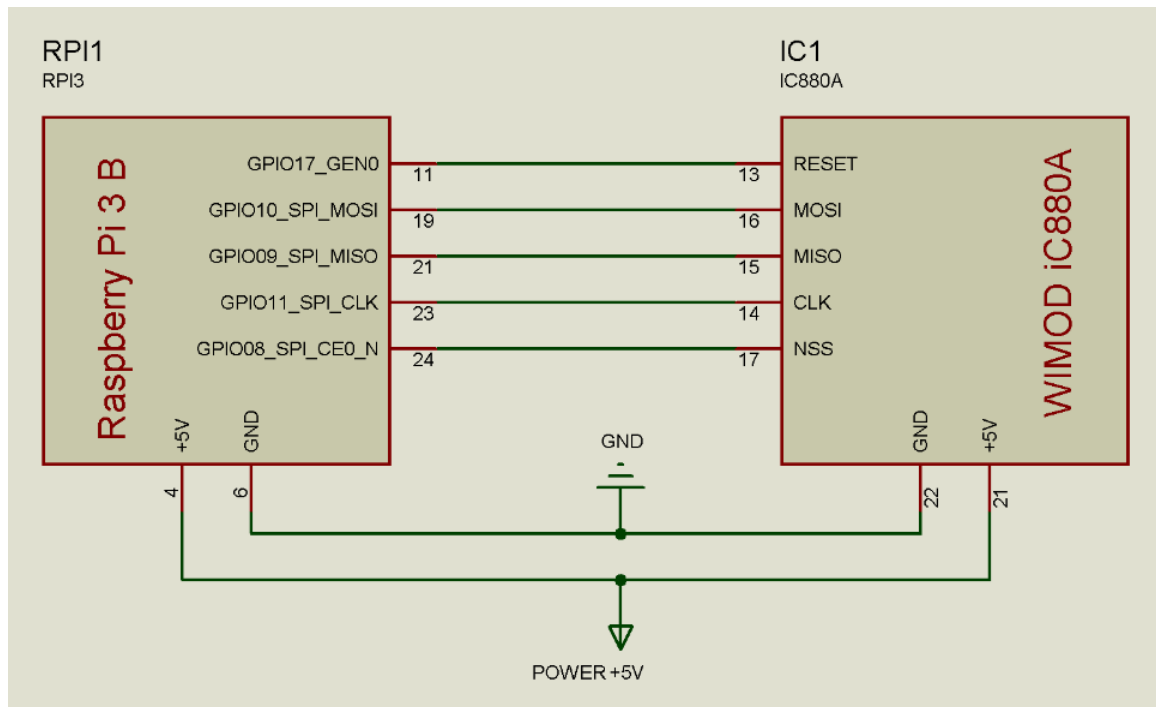 RPI1
RPI3
IC1
IC880A
Raspberry Pi 3 B
GPIO17_GEN0
11
13
RESET
GPIO10_SPI_MOSI
19
16
MOSI
GPIO09_SPI_MISO
21
15
MISO
GPIO11_SPI_CLK
23
14
CLK
GPIO08_SPI_CE0_N
24
17
NSS
WIMOD iC880A
+5V
GND
GND
+5V
4
6
GND
22
21
POWER +5V